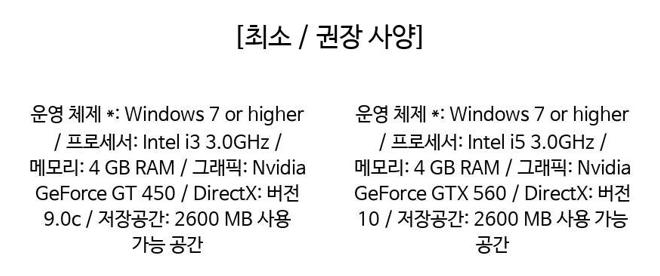 [최소 / 권장 사양]
운영 체제 *: Windows 7 or higher
/ 프로세서: Intel i3 3.0GHz /
메모리: 4 GB RAM / 그래픽: Nvidia
GeForce GT 450 / DirectX: 버전
9.0c / 저장공간: 2600 MB 사용
가능 공간
운영 체제 *: Windows 7 or higher
/ 프로세서: Intel i5 3.0GHz /
메모리: 4 GB RAM / 그래픽: Nvidia
GeForce GTX 560 / DirectX: 버전
10 / 저장공간: 2600 MB 사용 가능
공간